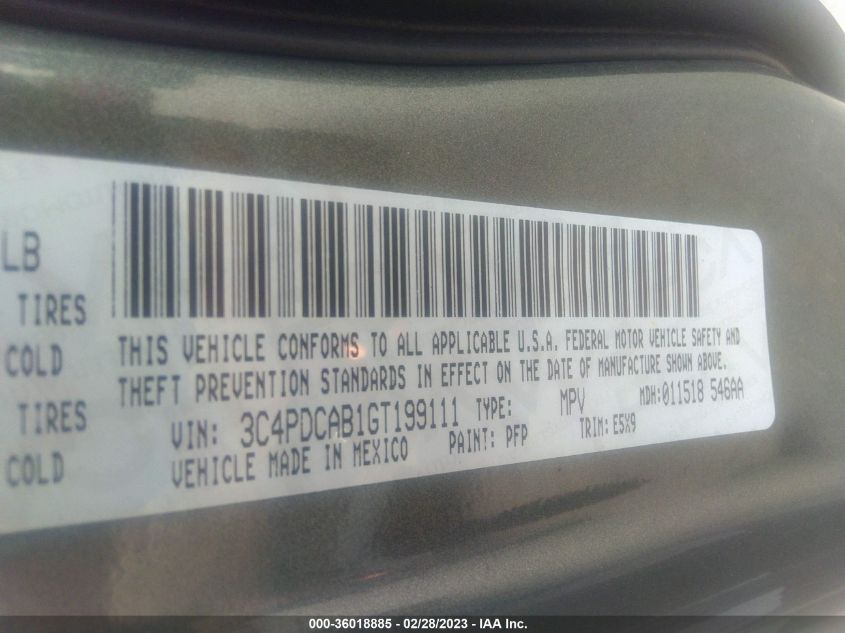 LB
TIRES
COLD
TIRES
COLD
THIS VEHICLE CONFORMS TO ALL APPLICABLE U.S.A. FEDERAL MOTOR VEHICLE SAFETY AND
THEFT PREVENTION STANDARDS IN EFFECT ON THE DATE OF MANUFACTURE SHOWN ABOVE.
VIN: 3C4PDCAB1GT199111 TYPE: MPV MDH:011518 546AA
VEHICLE MADE IN MEXICO PAINT: PFP TRIM: E5X9
000-36018885 - 02/28/2023 - IAA Inc.